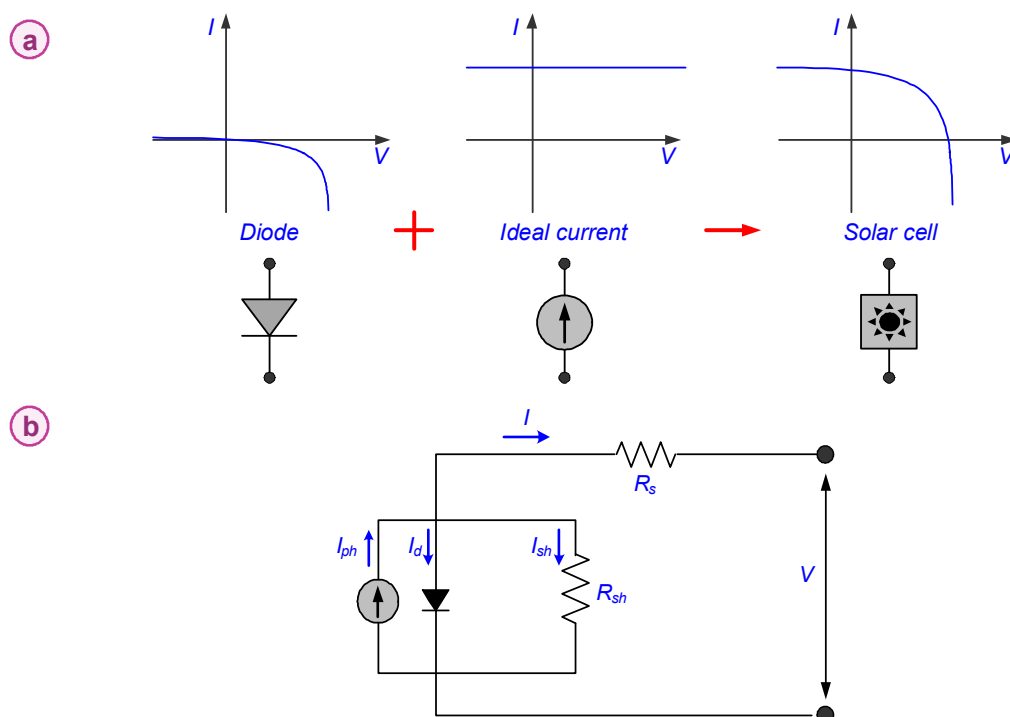 a
I
I
I
V
V
V
Diode
Ideal current
Solar cell
b
I
Rs
Iph
Id
Ish
Rsh
V